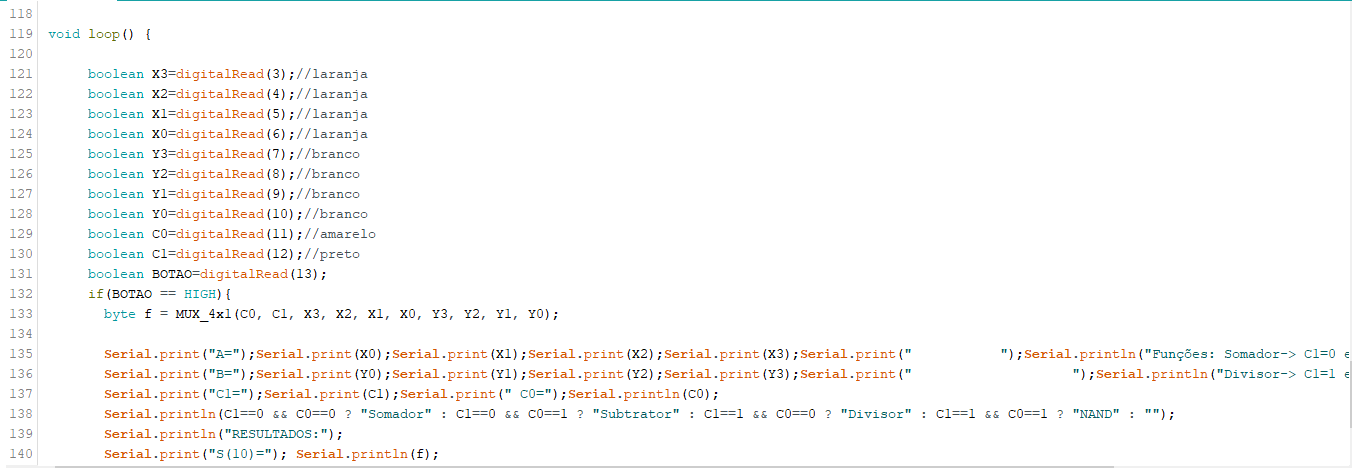 118
119 void loop() {
120
121 boolean X3=digitalRead(3);//laranja
122 boolean X2=digitalRead(4);//laranja
123 boolean X1=digitalRead(5);//laranja
124 boolean X0=digitalRead(6);//laranja
125 boolean Y3=digitalRead(7);//branco
126 boolean Y2=digitalRead(8);//branco
127 boolean Y1=digitalRead(9);//branco
128 boolean Y0=digitalRead(10);//branco
129 boolean C0=digitalRead(11);//amarelo
130 boolean C1=digitalRead(12);//preto
131 boolean BOTAO=digitalRead(13);
132 if(BOTAO == HIGH){
133 byte f = MUX_4x1(C0, C1, X3, X2, X1, X0, Y3, Y2, Y1, Y0);
134
135 Serial.print("A=");Serial.print(X0);Serial.print(X1);Serial.print(X2);Serial.print(X3);Serial.print("           ");Serial.println("Funções: Somador-> C1=0 e
136 Serial.print("B=");Serial.print(Y0);Serial.print(Y1);Serial.print(Y2);Serial.print(Y3);Serial.print("                    ");Serial.println("Divisor-> C1=1 e
137 Serial.print("C1=");Serial.print(C1);Serial.print(" C0=");Serial.println(C0);
138 Serial.println(C1==0 && C0==0 ? "Somador" : C1==0 && C0==1 ? "Subtrator" : C1==1 && C0==0 ? "Divisor" : C1==1 && C0==1 ? "NAND" : "");
139 Serial.println("RESULTADOS:");
140 Serial.print("S(10)="); Serial.println(f);